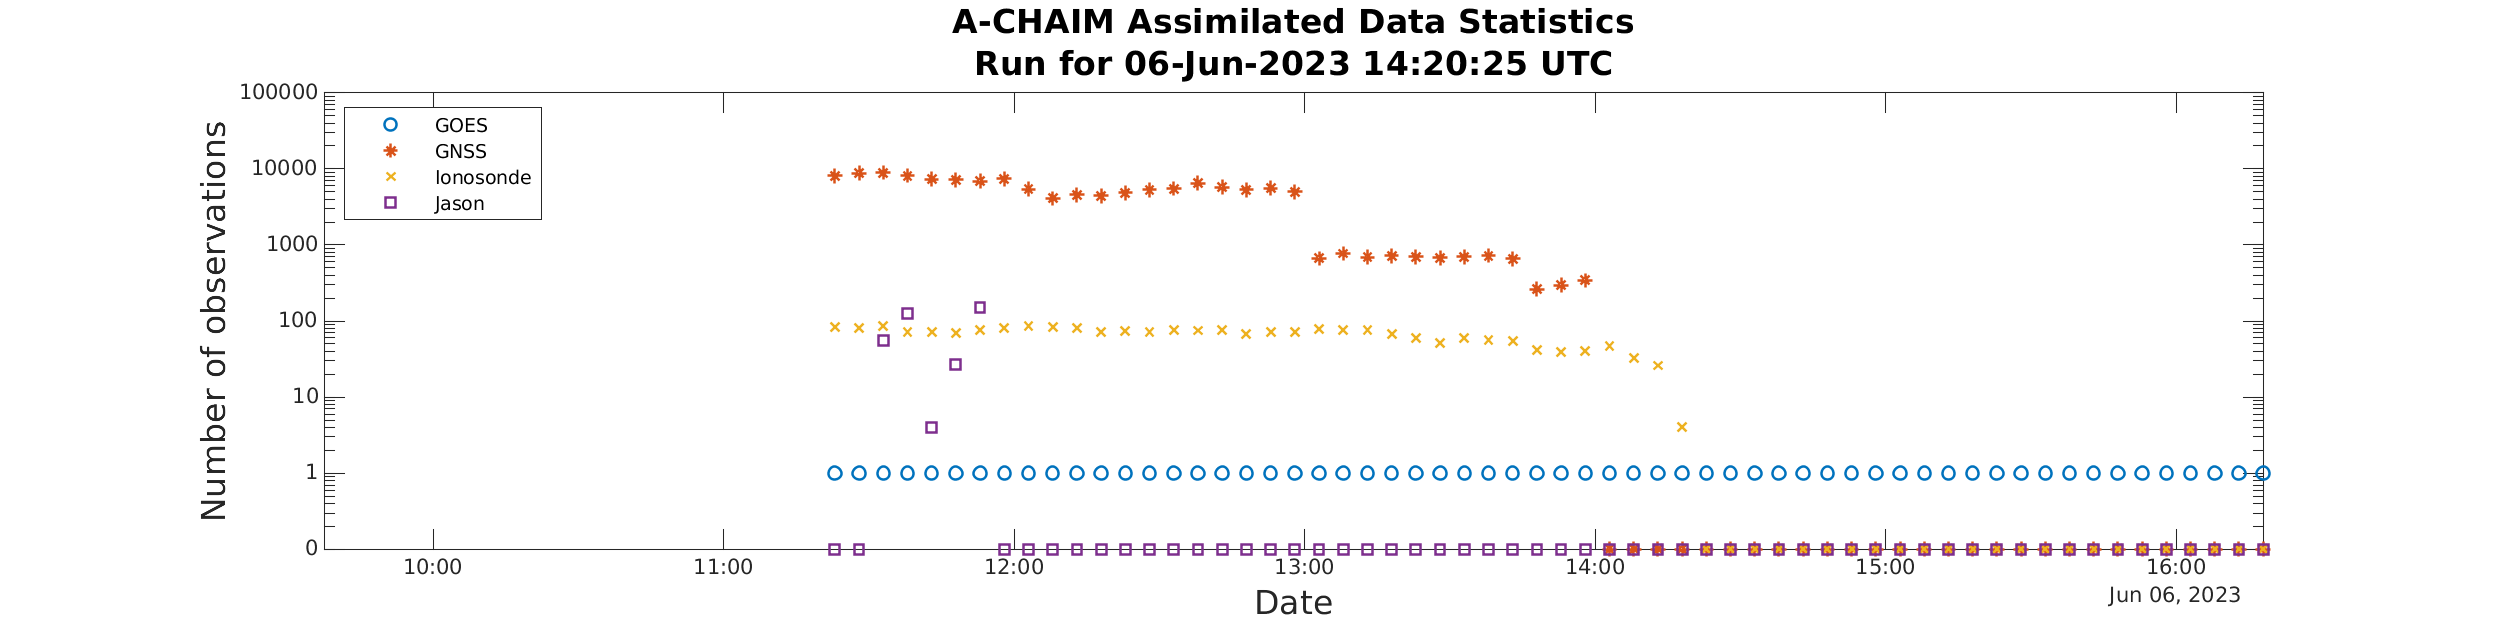 A-CHAIM Assimilated Data Statistics
Run for 06-Jun-2023 14:20:25 UTC
Number of observations
100000
10000
1000
100
10
1
0
GOES
GNSS
Ionosonde
Jason
10:00 11:00 12:00 13:00 14:00 15:00 16:00
Jun 06, 2023
Date